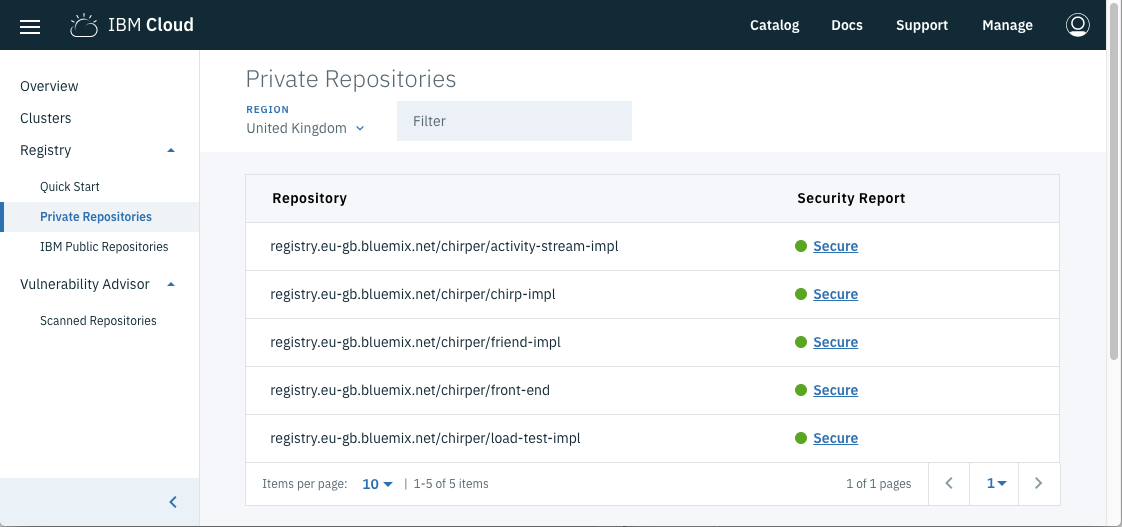 IBM Cloud
Catalog Docs Support Manage
Overview
Clusters
Registry
Quick Start
Private Repositories
IBM Public Repositories
Vulnerability Advisor
Scanned Repositories
Private Repositories
REGION
United Kingdom
Filter
Repository Security Report
registry.eu-gb.bluemix.net/chirper/activity-stream-impl Secure
registry.eu-gb.bluemix.net/chirper/chirp-impl Secure
registry.eu-gb.bluemix.net/chirper/friend-impl Secure
registry.eu-gb.bluemix.net/chirper/front-end Secure
registry.eu-gb.bluemix.net/chirper/load-test-impl Secure
Items per page: 10 | 1-5 of 5 items 1 of 1 pages 1